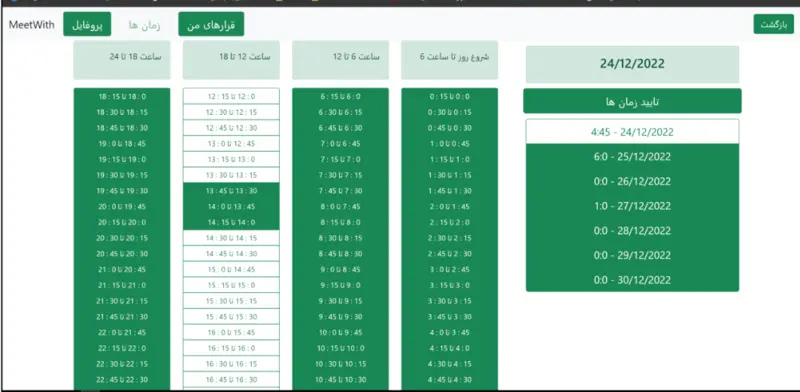 MeetWith
پروفایل
زمان ها
قرارهای من
بازگشت
24/12/2022
تایید زمان ها
4:45 - 24/12/2022
6:0 - 25/12/2022
0:0 - 26/12/2022
1:0 - 27/12/2022
0:0 - 28/12/2022
0:0 - 29/12/2022
0:0 - 30/12/2022
شروع روز تا ساعت 6
0 : 15 تا 0 : 0
0 : 30 تا 0 : 15
0 : 45 تا 0 : 30
1 : 0 تا 0 : 45
1 : 15 تا 1 : 0
1 : 30 تا 1 : 15
1 : 45 تا 1 : 30
2 : 0 تا 1 : 45
2 : 15 تا 2 : 0
2 : 30 تا 2 : 15
2 : 45 تا 2 : 30
3 : 0 تا 2 : 45
3 : 15 تا 3 : 0
3 : 30 تا 3 : 15
3 : 45 تا 3 : 30
4 : 0 تا 3 : 45
4 : 15 تا 4 : 0
4 : 30 تا 4 : 15
4 : 45 تا 4 : 30
ساعت 6 تا 12
6 : 15 تا 6 : 0
6 : 30 تا 6 : 15
6 : 45 تا 6 : 30
7 : 0 تا 6 : 45
7 : 15 تا 7 : 0
7 : 30 تا 7 : 15
7 : 45 تا 7 : 30
8 : 0 تا 7 : 45
8 : 15 تا 8 : 0
8 : 30 تا 8 : 15
8 : 45 تا 8 : 30
9 : 0 تا 8 : 45
9 : 15 تا 9 : 0
9 : 30 تا 9 : 15
9 : 45 تا 9 : 30
10 : 0 تا 9 : 45
10 : 15 تا 10 : 0
10 : 30 تا 10 : 15
10 : 45 تا 10 : 30
ساعت 12 تا 18
12 : 15 تا 12 : 0
12 : 30 تا 12 : 15
12 : 45 تا 12 : 30
13 : 0 تا 12 : 45
13 : 15 تا 13 : 0
13 : 30 تا 13 : 15
13 : 45 تا 13 : 30
14 : 0 تا 13 : 45
14 : 15 تا 14 : 0
14 : 30 تا 14 : 15
14 : 45 تا 14 : 30
15 : 0 تا 14 : 45
15 : 15 تا 15 : 0
15 : 30 تا 15 : 15
15 : 45 تا 15 : 30
16 : 0 تا 15 : 45
16 : 15 تا 16 : 0
16 : 30 تا 16 : 15
16 : 45 تا 16 : 30
ساعت 18 تا 24
18 : 15 تا 18 : 0
18 : 30 تا 18 : 15
18 : 45 تا 18 : 30
19 : 0 تا 18 : 45
19 : 15 تا 19 : 0
19 : 30 تا 19 : 15
19 : 45 تا 19 : 30
20 : 0 تا 19 : 45
20 : 15 تا 20 : 0
20 : 30 تا 20 : 15
20 : 45 تا 20 : 30
21 : 0 تا 20 : 45
21 : 15 تا 21 : 0
21 : 30 تا 21 : 15
21 : 45 تا 21 : 30
22 : 0 تا 21 : 45
22 : 15 تا 22 : 0
22 : 30 تا 22 : 15
22 : 45 تا 22 : 30